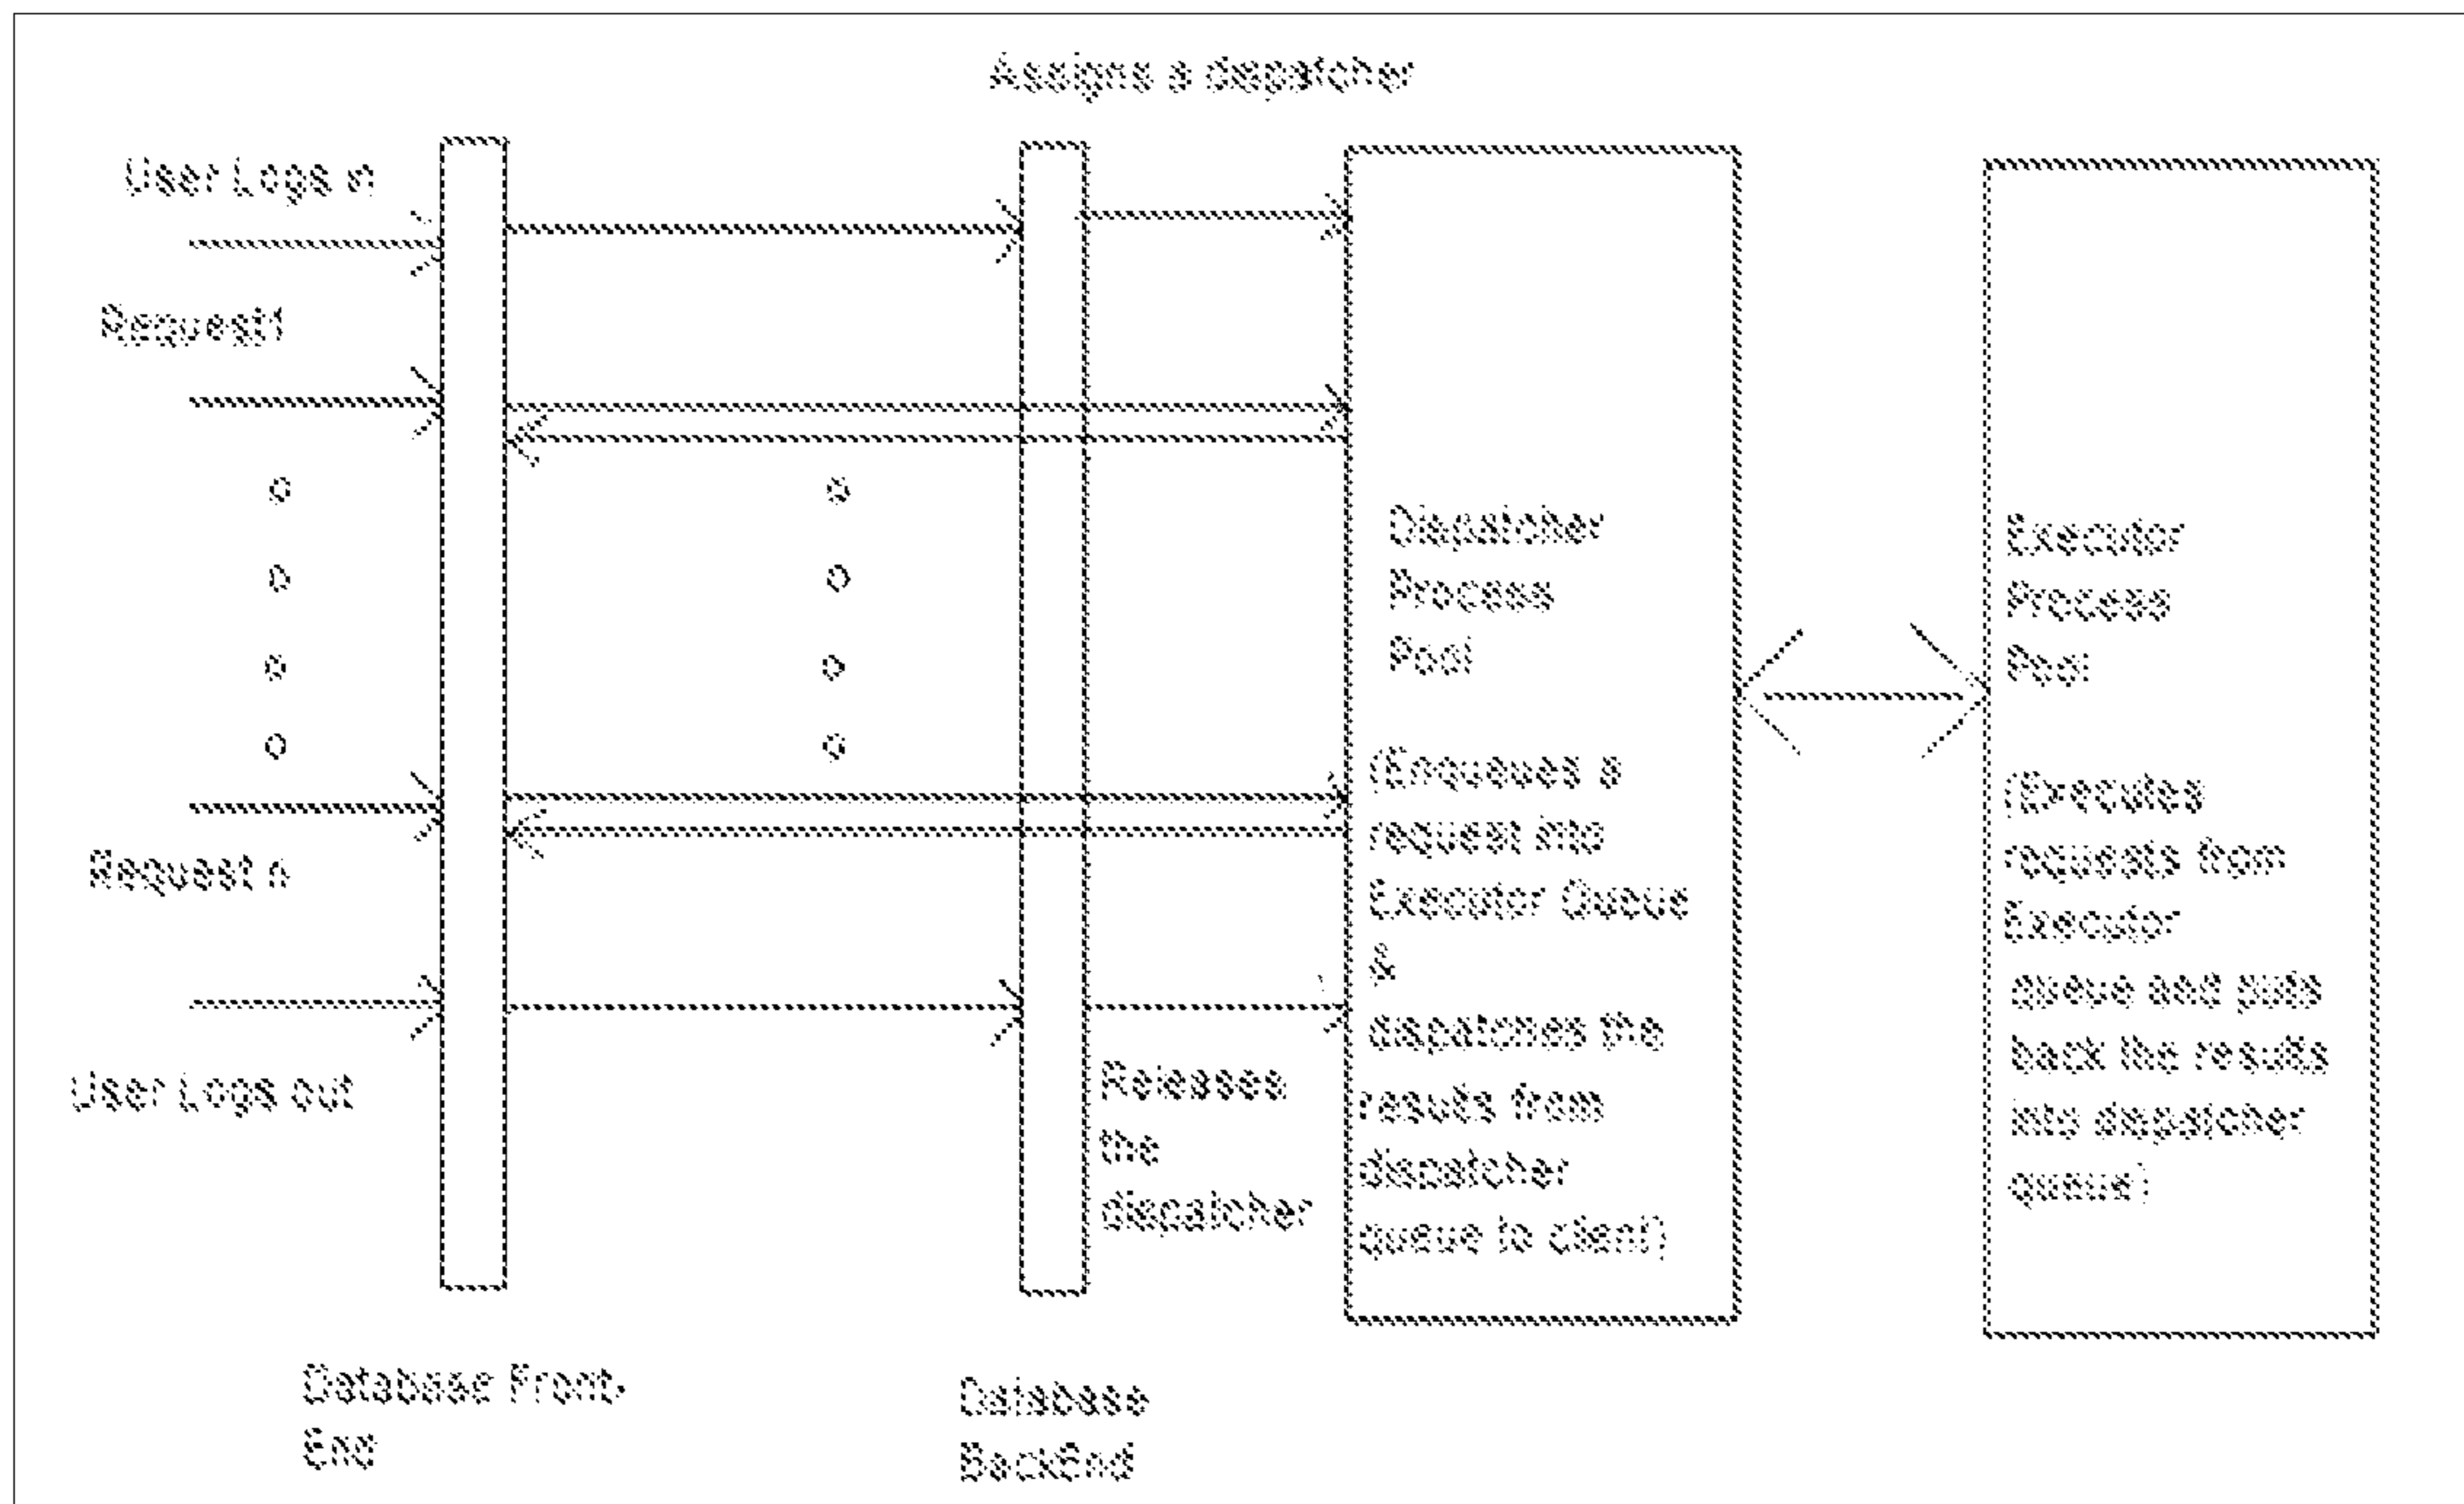 Assigns a dispatcher
User Logs in
Request1
Request n
User Logs out
Dispatcher
Process
Pool
(Enqueues a
request into
Executor Queue
&
dispatches the
results from
dispatcher
queue to client)
Executor
Process
Pool
(Executes
requests from
Executor
queue and puts
back the results
into dispatcher
queue)
Releases
the
dispatcher
Database Front-
End
Database
BackEnd